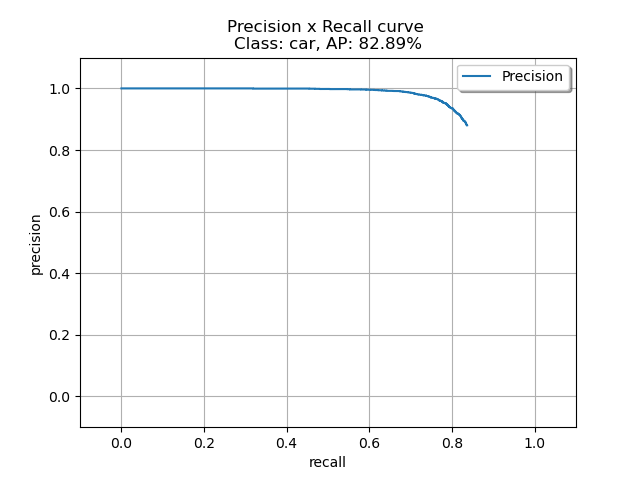 Precision x Recall curve
Class: car, AP: 82.89%
Precision
precision
1.0
0.8
0.6
0.4
0.2
0.0
0.0 0.2 0.4 0.6 0.8 1.0
recall